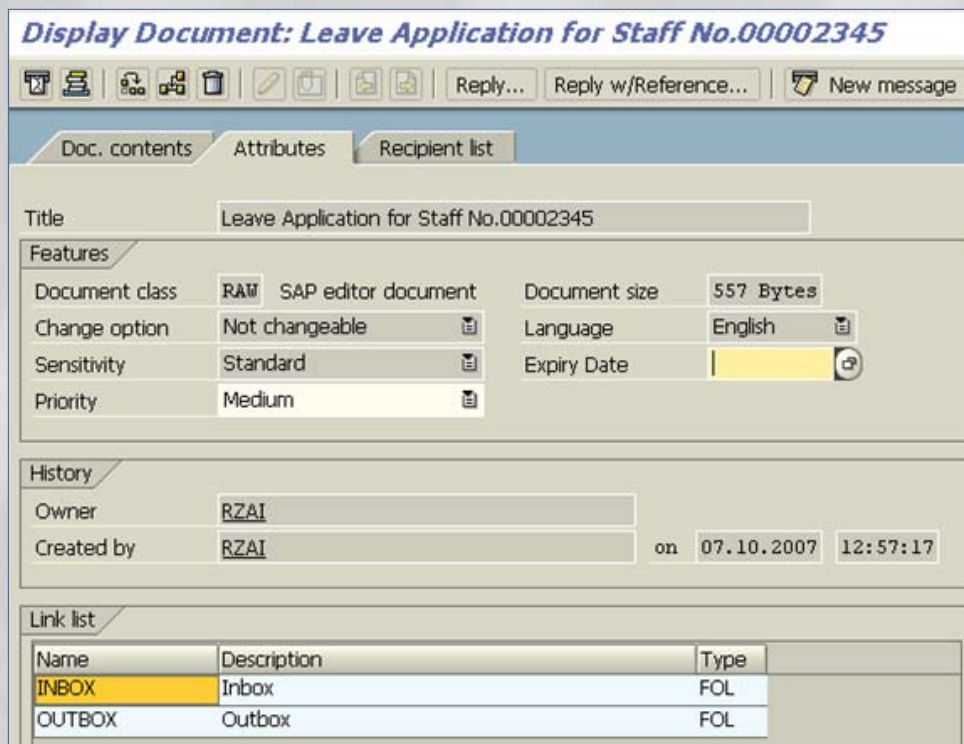 Display Document: Leave Application for Staff No.00002345
Reply... Reply w/Reference... New message
Doc. contents Attributes Recipient list
Title Leave Application for Staff No.00002345
Features
Document class RAW SAP editor document Document size 557 Bytes
Change option Not changeable Language English
Sensitivity Standard Expiry Date
Priority Medium
History
Owner RZAI
Created by RZAI on 07.10.2007 12:57:17
Link list
Name Description Type
INBOX Inbox FOL
OUTBOX Outbox FOL